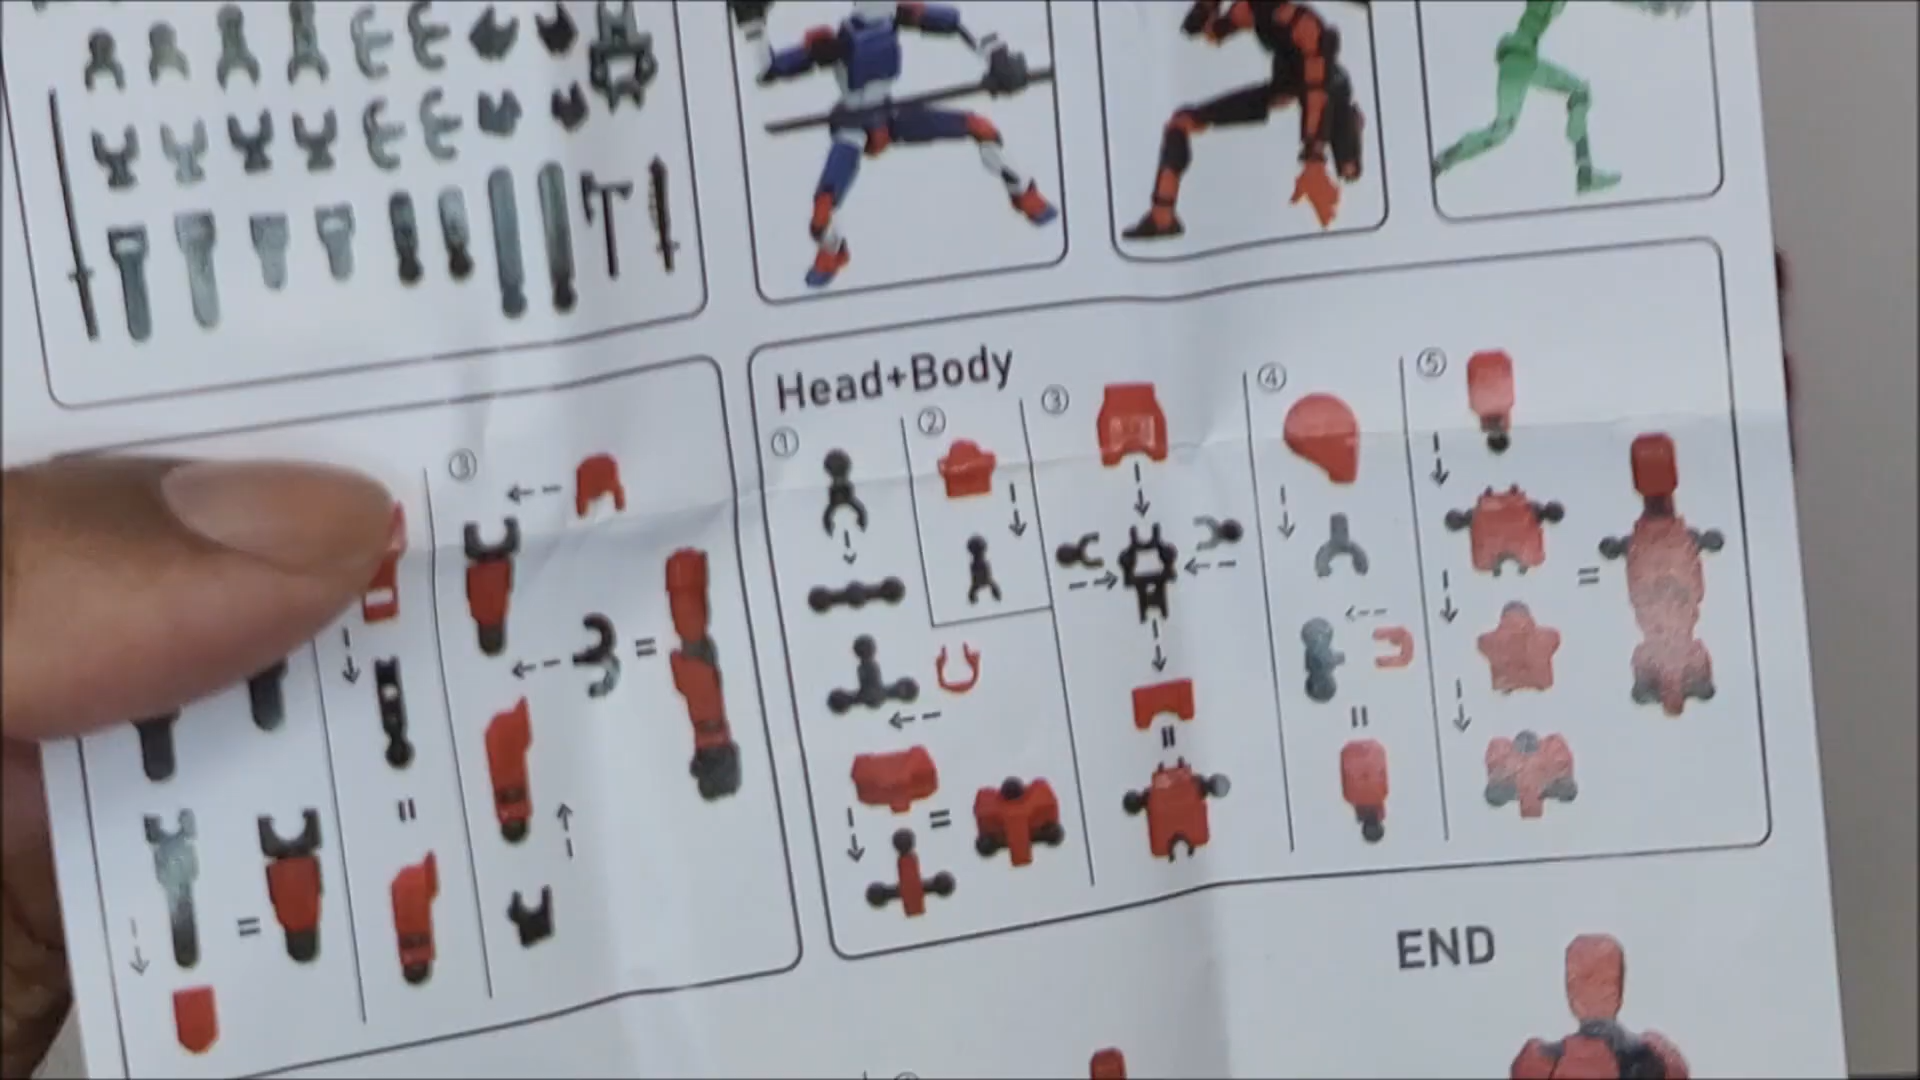 Head+Body
① ② ③ ④ ⑤
③
END